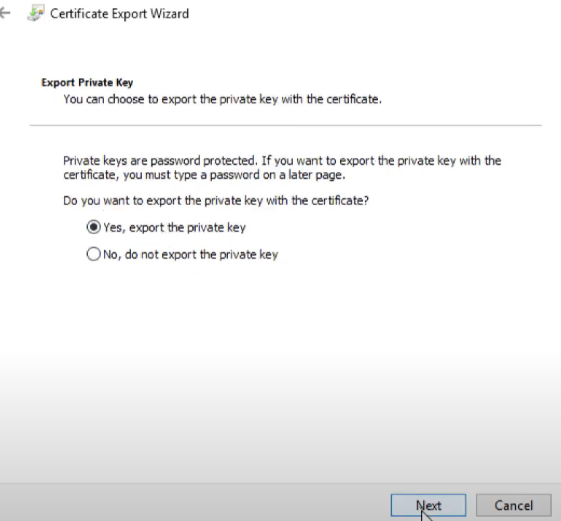 Certificate Export Wizard
Export Private Key
You can choose to export the private key with the certificate.
Private keys are password protected. If you want to export the private key with the
certificate, you must type a password on a later page.
Do you want to export the private key with the certificate?
Yes, export the private key
No, do not export the private key
Next
Cancel